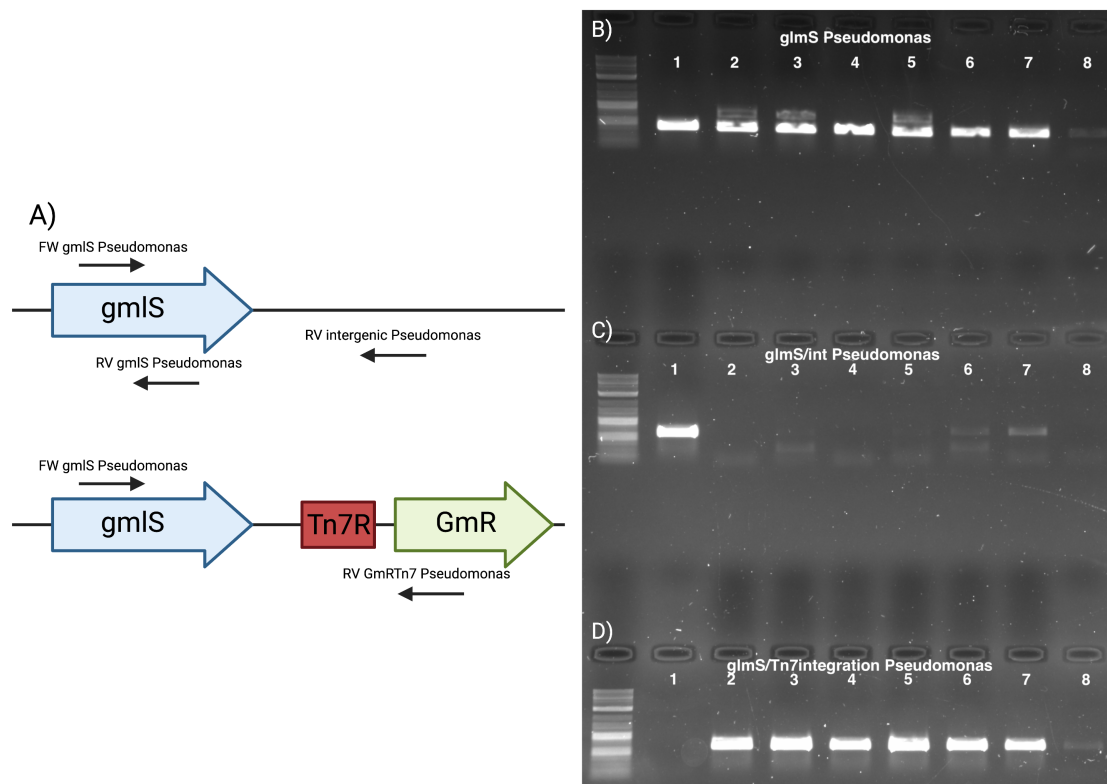 A)
FW gmlS Pseudomonas
gmlS
RV intergenic Pseudomonas
RV gmlS Pseudomonas
FW gmlS Pseudomonas
gmlS
Tn7R
GmR
RV GmRTn7 Pseudomonas
B)
glmS Pseudomonas
1 2 3 4 5 6 7 8
C)
glmS/int Pseudomonas
1 2 3 4 5 6 7 8
D)
glmS/Tn7integration Pseudomonas
1 2 3 4 5 6 7 8